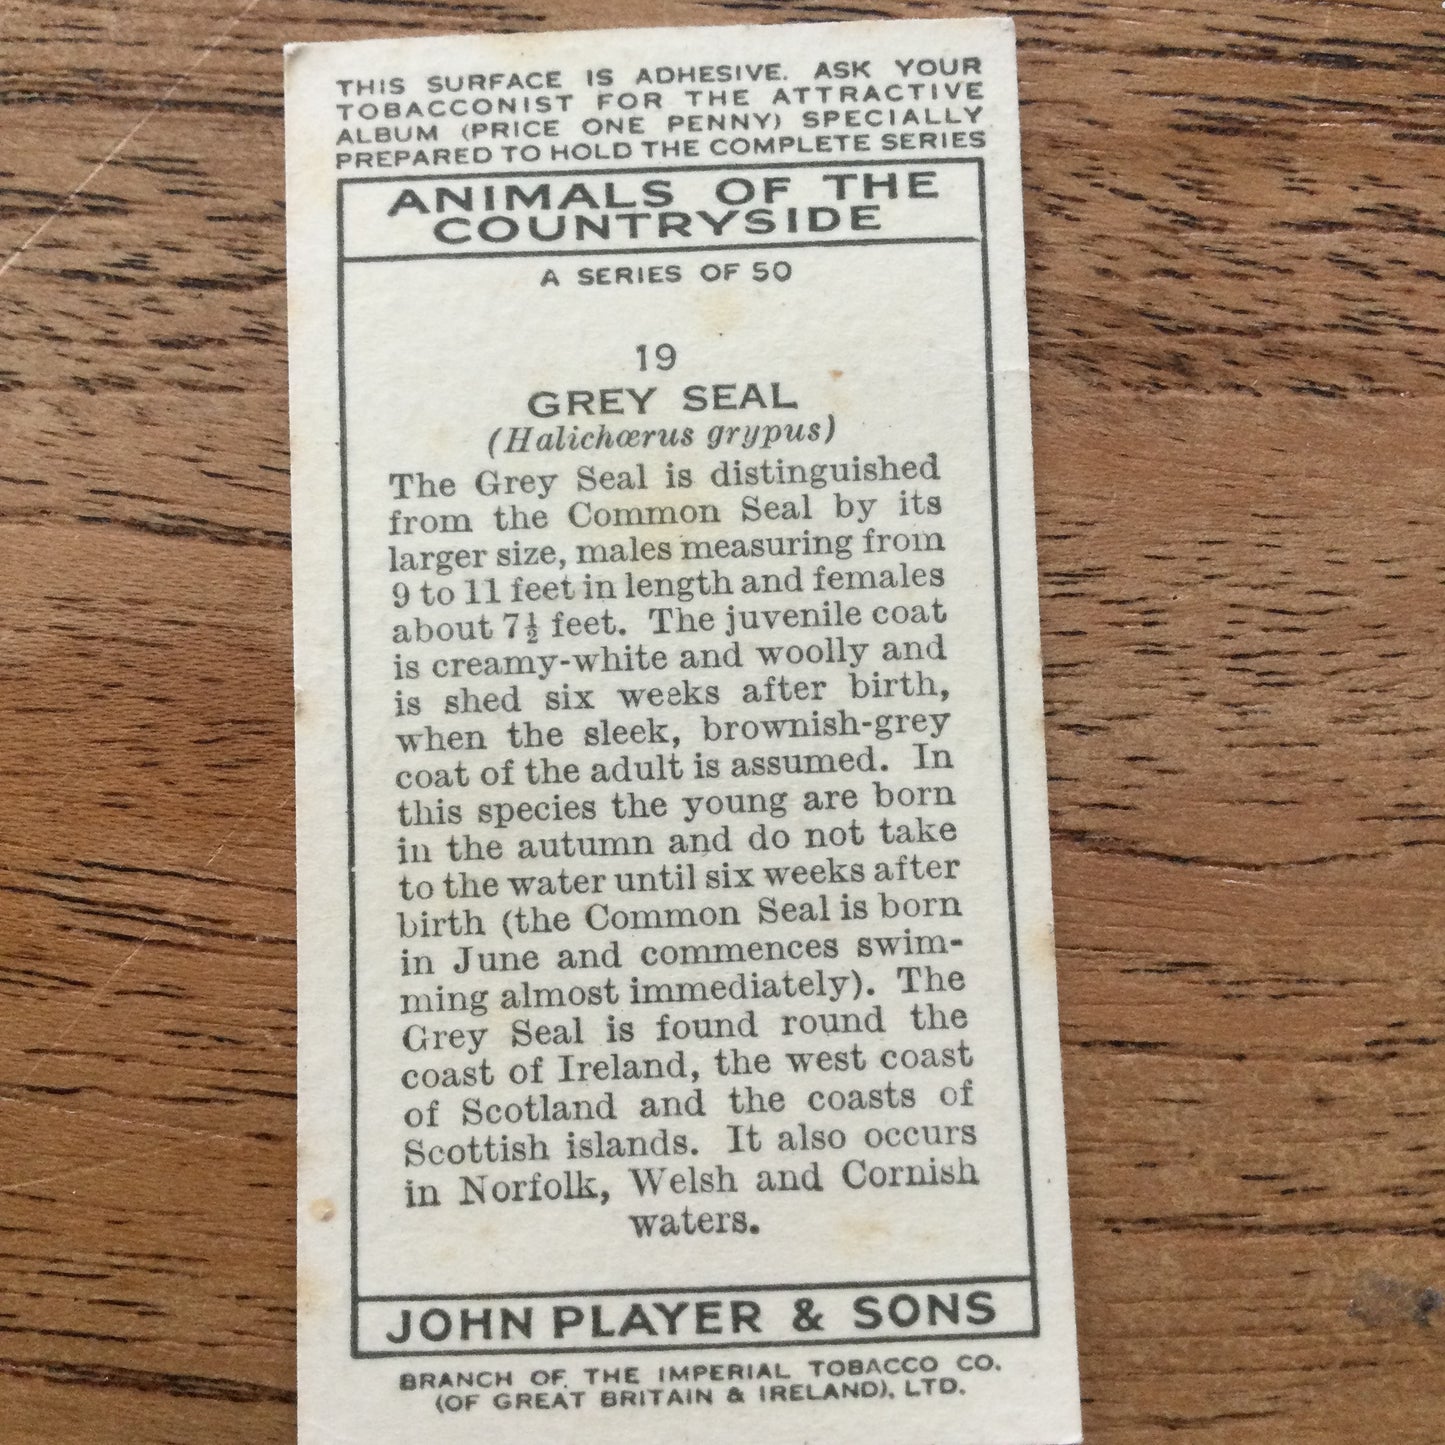 THIS SURFACE IS ADHESIVE. ASK YOUR
TOBACCONIST FOR THE ATTRACTIVE
ALBUM (PRICE ONE PENNY) SPECIALLY
PREPARED TO HOLD THE COMPLETE SERIES
ANIMALS OF THE
COUNTRYSIDE
A SERIES OF 50
19
GREY SEAL
(Halichœrus grypus)
The Grey Seal is distinguished
from the Common Seal by its
larger size, males measuring from
9 to 11 feet in length and females
about 7½ feet. The juvenile coat
is creamy-white and woolly and
is shed six weeks after birth,
when the sleek, brownish-grey
coat of the adult is assumed. In
this species the young are born
in the autumn and do not take
to the water until six weeks after
birth (the Common Seal is born
in June and commences swim-
ming almost immediately). The
Grey Seal is found round the
coast of Ireland, the west coast
of Scotland and the coasts of
Scottish islands. It also occurs
in Norfolk, Welsh and Cornish
waters.
JOHN PLAYER & SONS
BRANCH OF THE IMPERIAL TOBACCO CO.
(OF GREAT BRITAIN & IRELAND), LTD.